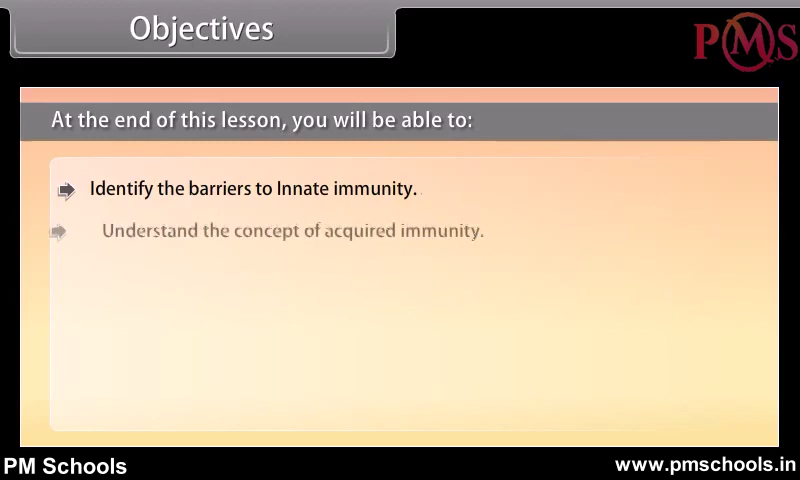 Objectives
PMS
At the end of this lesson, you will be able to:
Identify the barriers to Innate immunity.
Understand the concept of acquired immunity.
PM Schools
www.pmschools.in